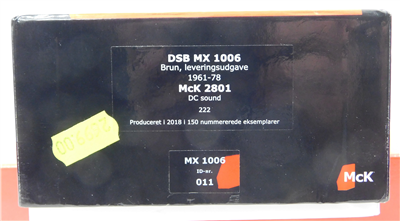 DSB MX 1006
Brun, leveringsudgave
1961-78
McK 2801
DC sound
222
Produceret i 2018 i 150 nummererede eksemplarer
MX 1006
ID-nr.
011
McK